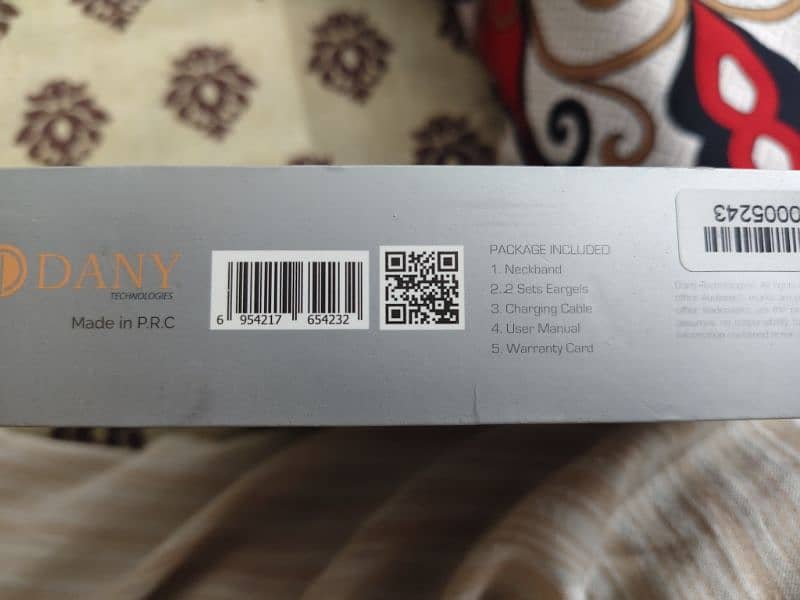 DANY
TECHNOLOGIES
Made in P.R.C
6 954217 654232
PACKAGE INCLUDED
1. Neckband
2. 2 Sets Eargels
3. Charging Cable
4. User Manual
5. Warranty Card
0005243